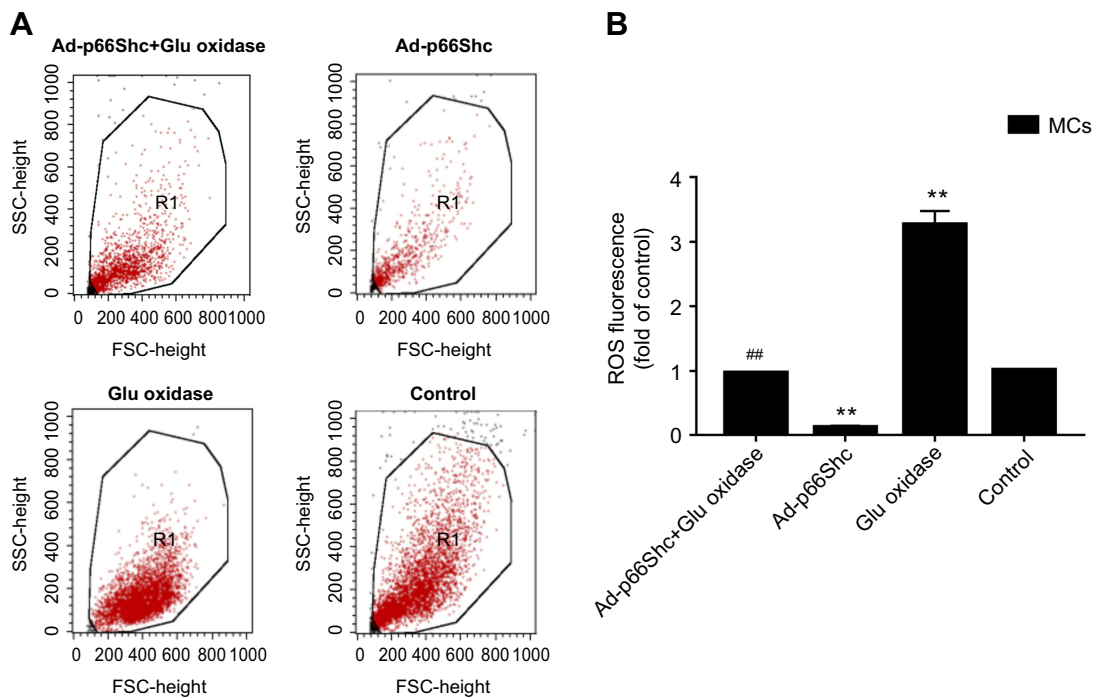 A
Ad-p66Shc+Glu oxidase
SSC-height
0 200 400 600 800 1000
R1
0 200 400 600 800 1000
FSC-height
Ad-p66Shc
SSC-height
0 200 400 600 800 1000
R1
0 200 400 600 800 1000
FSC-height
Glu oxidase
SSC-height
0 200 400 600 800 1000
R1
0 200 400 600 800 1000
FSC-height
Control
SSC-height
0 200 400 600 800 1000
R1
0 200 400 600 800 1000
FSC-height
B
MCs
ROS fluorescence
(fold of control)
4
3
2
1
0
##
**
**
Ad-p66Shc+Glu oxidase
Ad-p66Shc
Glu oxidase
Control